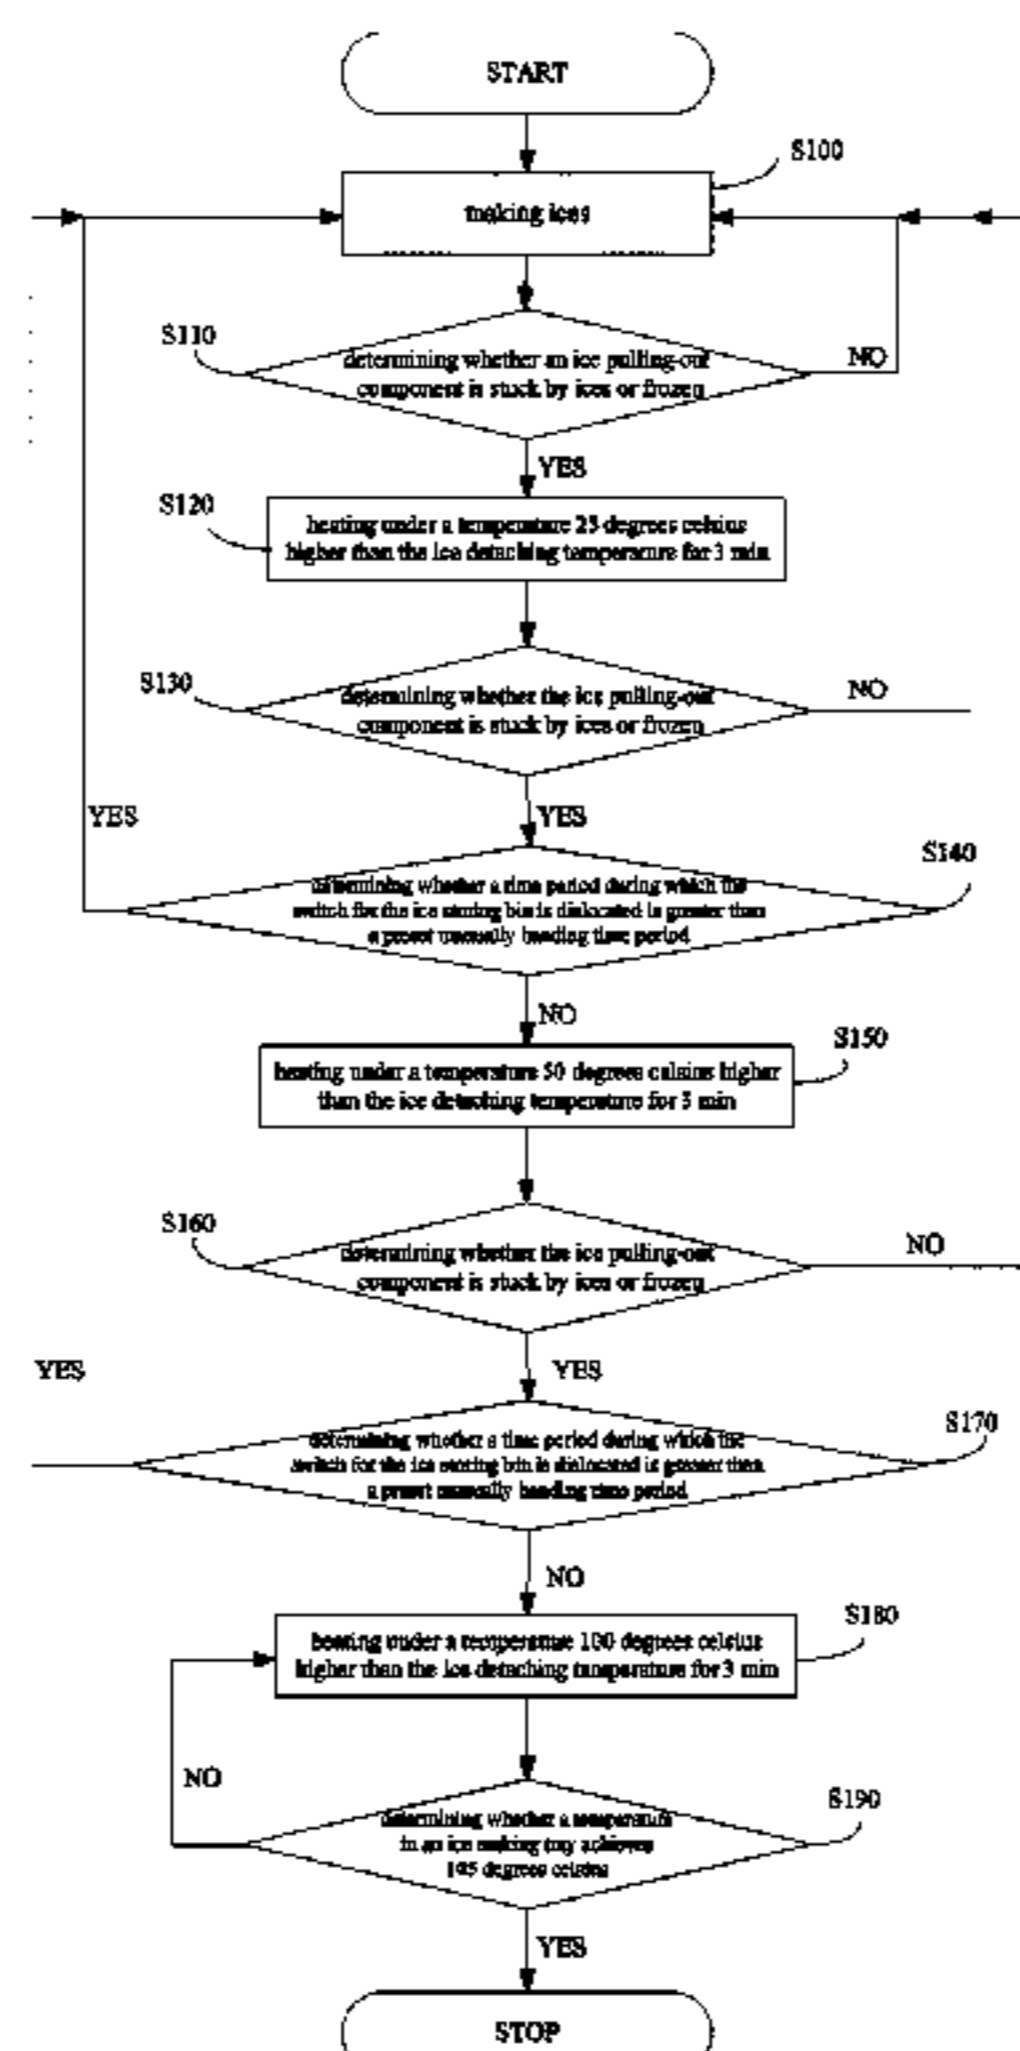 START
S100
making ices
S110
determining whether an ice pulling-out
component is stuck by ices or frozen
NO
YES
S120
heating under a temperature 25 degrees celsius
higher than the ice detaching temperature for 3 min
S130
determining whether the ice pulling-out
component is stuck by ices or frozen
NO
YES
YES
S140
determining whether a time period during which the
switch for the ice storing bin is dislocated is greater than
a preset manually handing time period
NO
S150
heating under a temperature 50 degrees celsius higher
than the ice detaching temperature for 5 min
S160
determining whether the ice pulling-out
component is stuck by ices or frozen
NO
YES
YES
S170
determining whether a time period during which the
switch for the ice storing bin is dislocated is greater than
a preset manually handing time period
NO
S180
heating under a temperature 100 degrees celsius
higher than the ice detaching temperature for 3 min
NO
S190
determining whether a temperature
in an ice making tray achieves
degrees celsius
YES
STOP